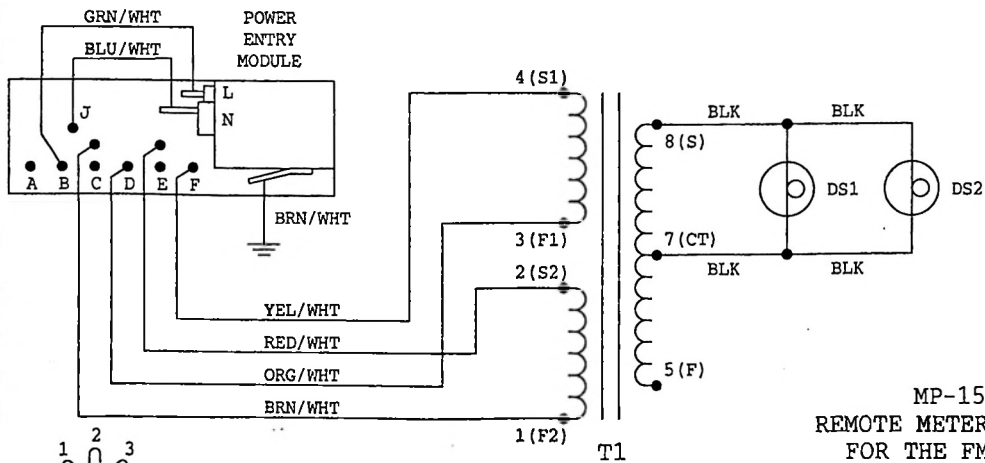 GRN/WHT
POWER
ENTRY
MODULE
BLU/WHT
L
N
J
A B C D E F
BRN/WHT
YEL/WHT
RED/WHT
ORG/WHT
BRN/WHT
4(S1)
3(F1)
2(S2)
1(F2)
T1
BLK BLK
8(S)
DS1 DS2
7(CT)
BLK BLK
5(F)
MP-15
REMOTE METER
FOR THE FM
1 2 3